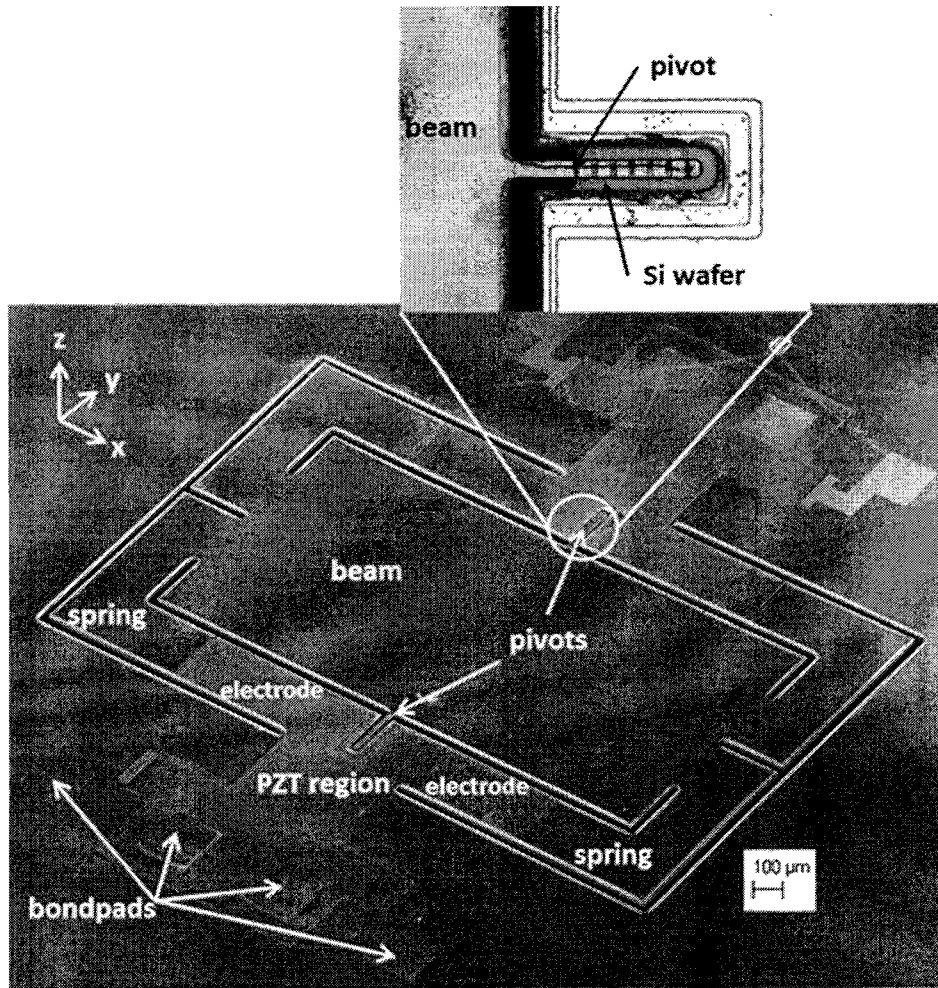 pivot
beam
Si wafer
z
y
x
beam
spring
pivots
electrode
PZT region
electrode
spring
100 µm
bondpads